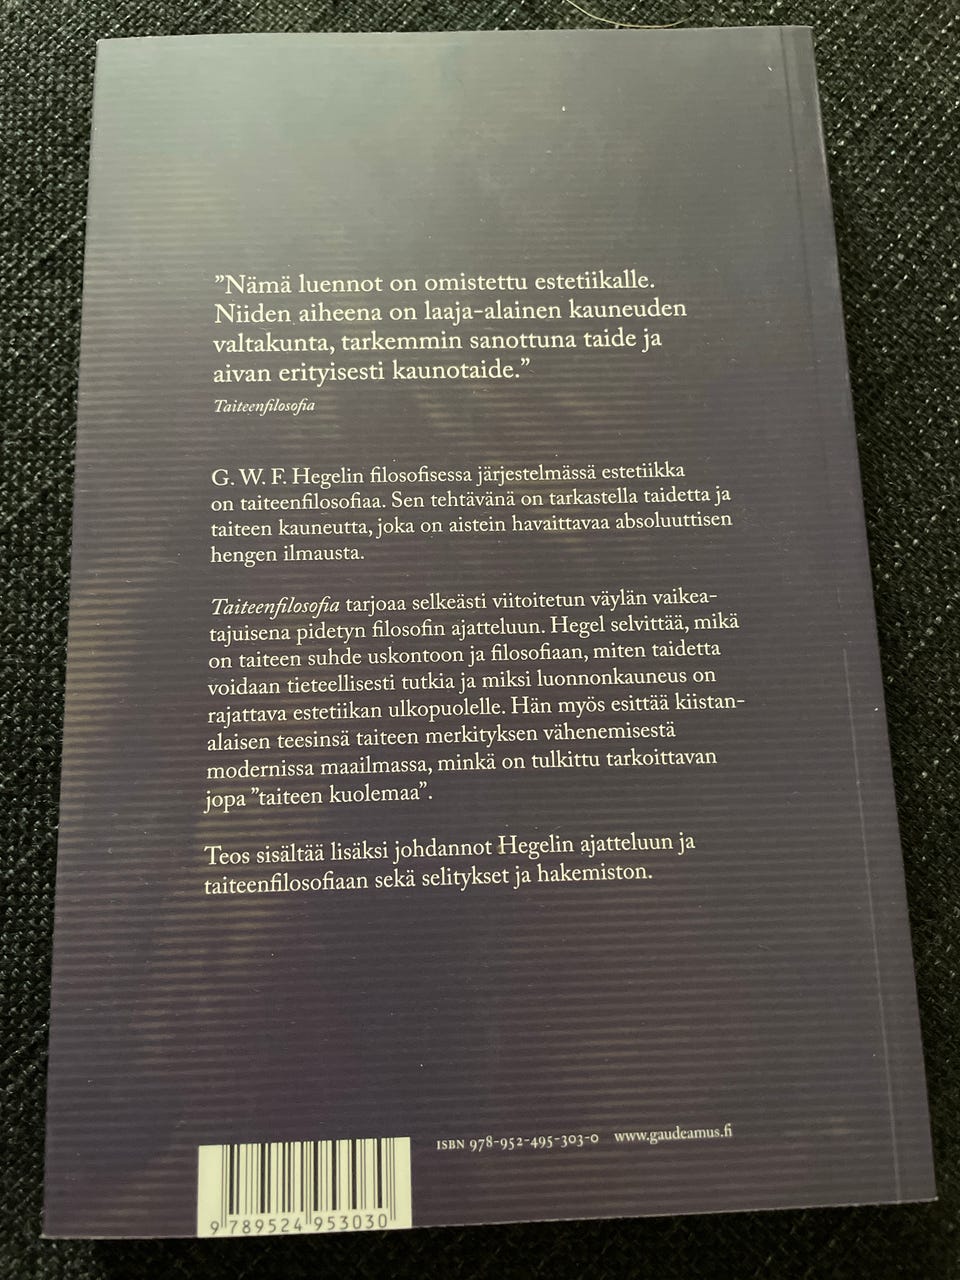 ”Nämä luennot on omistettu estetiikalle.
Niiden aiheena on laaja-alainen kauneuden
valtakunta, tarkemmin sanottuna taide ja
aivan erityisesti kaunotaide.”
Taiteenfilosofia
G. W. F. Hegelin filosofisessa järjestelmässä estetiikka
on taiteenfilosofiaa. Sen tehtävänä on tarkastella taidetta ja
taiteen kauneutta, joka on aistein havaittavaa absoluuttisen
hengen ilmausta.
Taiteenfilosofia tarjoaa selkeästi viitoitetun väylän vaikea-
tajuisena pidetyn filosofin ajatteluun. Hegel selvittää, mikä
on taiteen suhde uskontoon ja filosofiaan, miten taidetta
voidaan tieteellisesti tutkia ja miksi luonnonkauneus on
rajattava estetiikan ulkopuolelle. Hän myös esittää kiistan-
alaisen teesinsä taiteen merkityksen vähenemisestä
modernissa maailmassa, minkä on tulkittu tarkoittavan
jopa ”taiteen kuolemaa”.
Teos sisältää lisäksi johdannot Hegelin ajatteluun ja
taiteenfilosofiaan sekä selitykset ja hakemiston.
ISBN 978-952-495-303-0 www.gaudeamus.fi
9 789524 953030